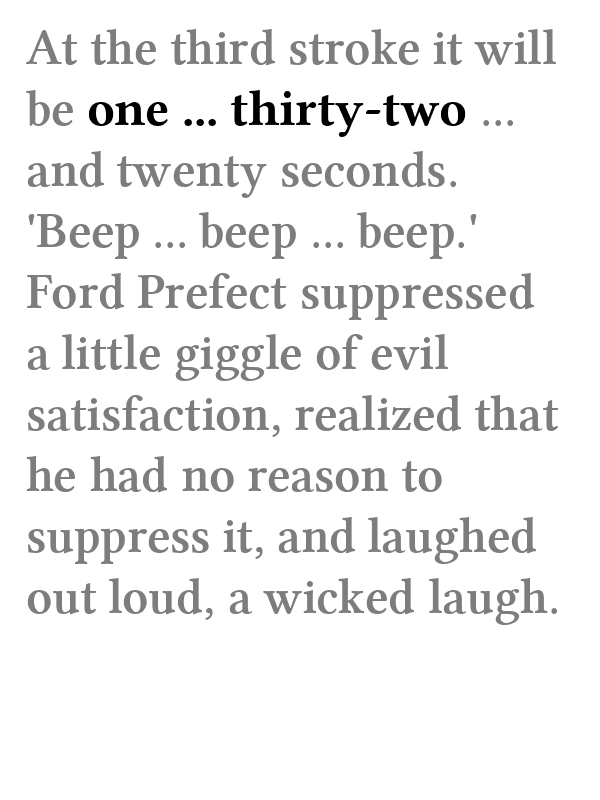 At the third stroke it will
be one ... thirty-two ...
and twenty seconds.
'Beep ... beep ... beep.'
Ford Prefect suppressed
a little giggle of evil
satisfaction, realized that
he had no reason to
suppress it, and laughed
out loud, a wicked laugh.